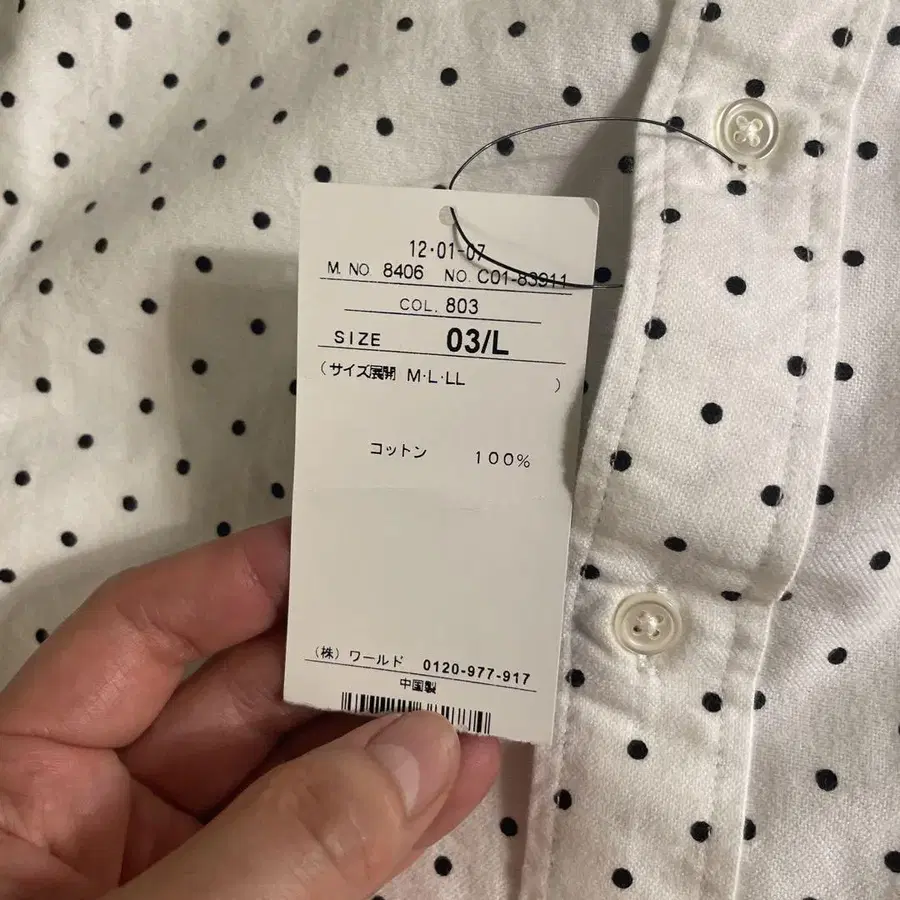 12・01-07
M. NO. 8406 NO. C01-83911
COL. 803
SIZE 03/L
(サイズ展開 M・L・LL )
コットン 100%
(株) ワールド 0120-977-917
中国製